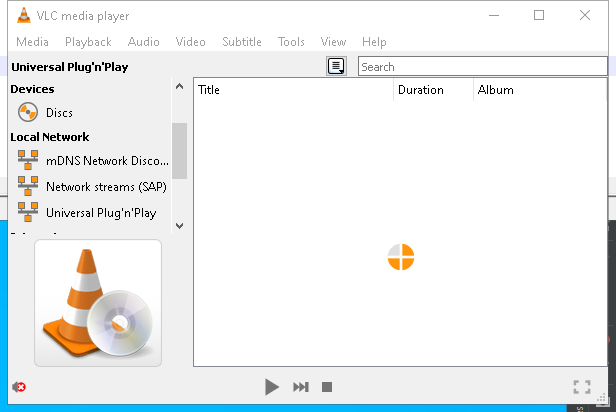 VLC media player
Media Playback Audio Video Subtitle Tools View Help
Universal Plug'n'Play
Search
Devices
Discs
Local Network
mDNS Network Disco...
Network streams (SAP)
Universal Plug'n'Play
Title Duration Album